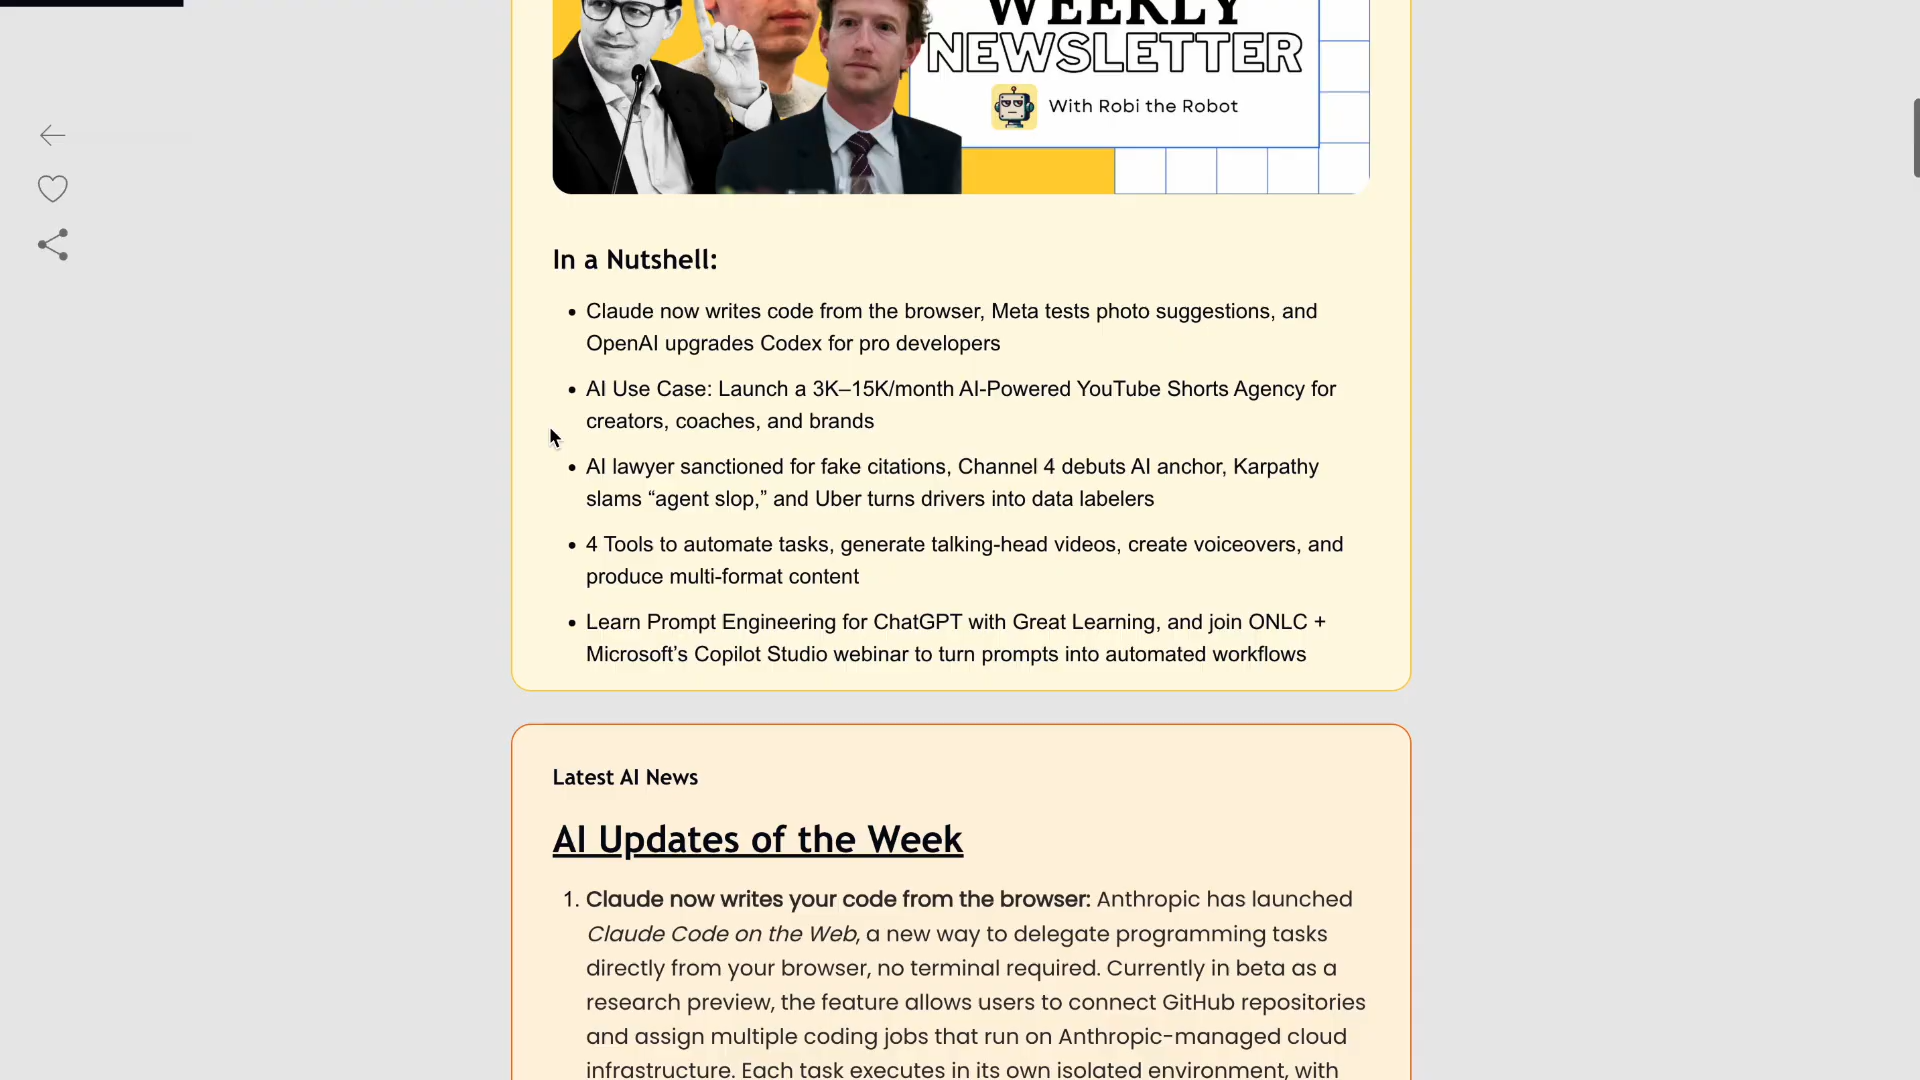 WEEKLY
NEWSLETTER
With Robi the Robot
In a Nutshell:
• Claude now writes code from the browser, Meta tests photo suggestions, and
OpenAI upgrades Codex for pro developers
• AI Use Case: Launch a 3K–15K/month AI-Powered YouTube Shorts Agency for
creators, coaches, and brands
• AI lawyer sanctioned for fake citations, Channel 4 debuts AI anchor, Karpathy
slams “agent slop,” and Uber turns drivers into data labelers
• 4 Tools to automate tasks, generate talking-head videos, create voiceovers, and
produce multi-format content
• Learn Prompt Engineering for ChatGPT with Great Learning, and join ONLC +
Microsoft’s Copilot Studio webinar to turn prompts into automated workflows
Latest AI News
AI Updates of the Week
1. Claude now writes your code from the browser: Anthropic has launched
Claude Code on the Web, a new way to delegate programming tasks
directly from your browser, no terminal required. Currently in beta as a
research preview, the feature allows users to connect GitHub repositories
and assign multiple coding jobs that run on Anthropic-managed cloud
infrastructure. Each task executes in its own isolated environment, with